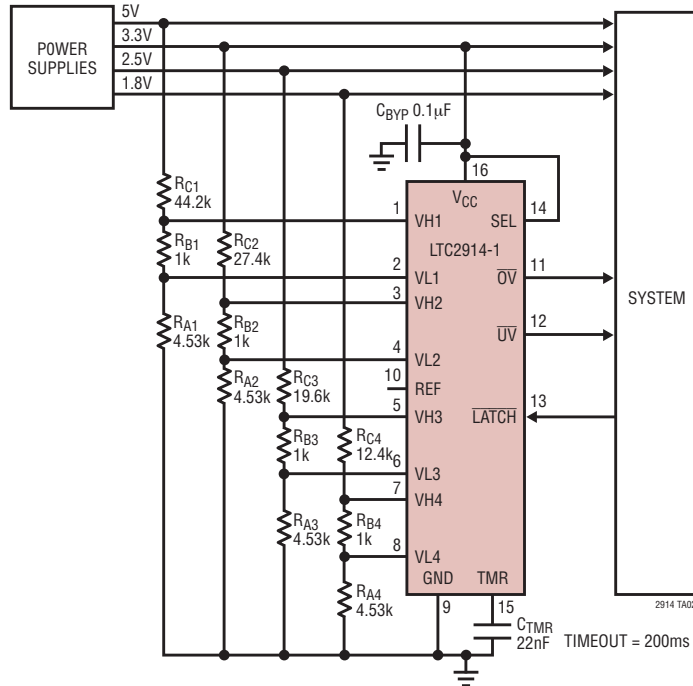 POWER
SUPPLIES
5V
3.3V
2.5V
1.8V
CBYP 0.1µF
16
VCC
RC1
44.2k
1
VH1
SEL
14
LTC2914-1
RB1
1k
RC2
27.4k
2
VL1
OV
11
3
VH2
SYSTEM
RA1
4.53k
RB2
1k
UV
12
4
VL2
RA2
4.53k
RC3
19.6k
10
REF
5
VH3
LATCH
13
RC4
12.4k
RB3
1k
6
VL3
7
VH4
RA3
4.53k
RB4
1k
8
VL4
RA4
4.53k
GND
TMR
9
15
2914 TA02
CTMR
22nF
TIMEOUT = 200ms